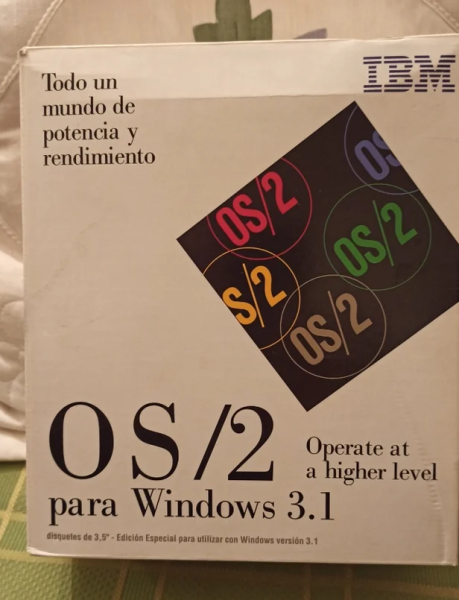 Todo un
mundo de
potencia y
rendimiento
IBM
OS
OS/2
OS/2
S/2
OS/2
OS/2
Operate at
a higher level
para Windows 3.1
disquetes de 3,5" - Edición Especial para utilizar con Windows versión 3.1